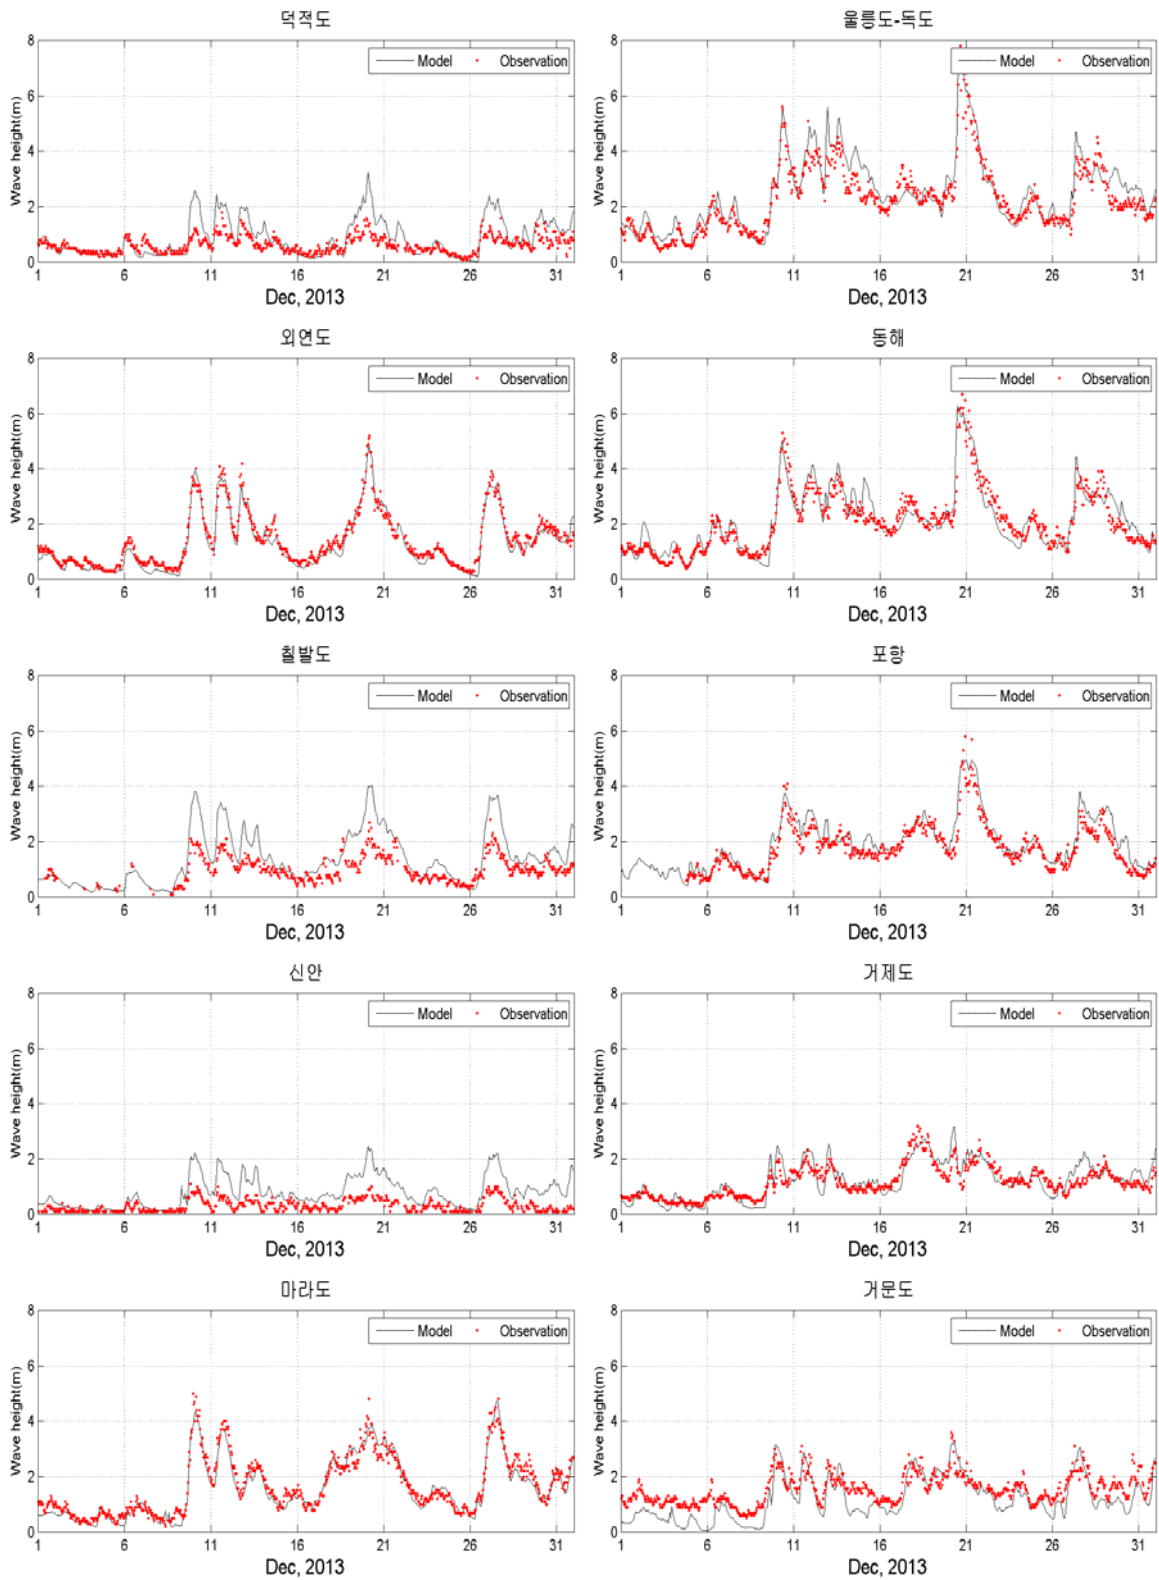 덕적도
Model Observation
Wave height(m)
8
6
4
2
0
1 6 11 16 21 26 31
Dec, 2013
울릉도-독도
Model Observation
Wave height(m)
8
6
4
2
0
1 6 11 16 21 26 31
Dec, 2013
외연도
Model Observation
Wave height(m)
8
6
4
2
0
1 6 11 16 21 26 31
Dec, 2013
동해
Model Observation
Wave height(m)
8
6
4
2
0
1 6 11 16 21 26 31
Dec, 2013
칠발도
Model Observation
Wave height(m)
8
6
4
2
0
1 6 11 16 21 26 31
Dec, 2013
포항
Model Observation
Wave height(m)
8
6
4
2
0
1 6 11 16 21 26 31
Dec, 2013
신안
Model Observation
Wave height(m)
8
6
4
2
0
1 6 11 16 21 26 31
Dec, 2013
거제도
Model Observation
Wave height(m)
8
6
4
2
0
1 6 11 16 21 26 31
Dec, 2013
마라도
Model Observation
Wave height(m)
8
6
4
2
0
1 6 11 16 21 26 31
Dec, 2013
거문도
Model Observation
Wave height(m)
8
6
4
2
0
1 6 11 16 21 26 31
Dec, 2013